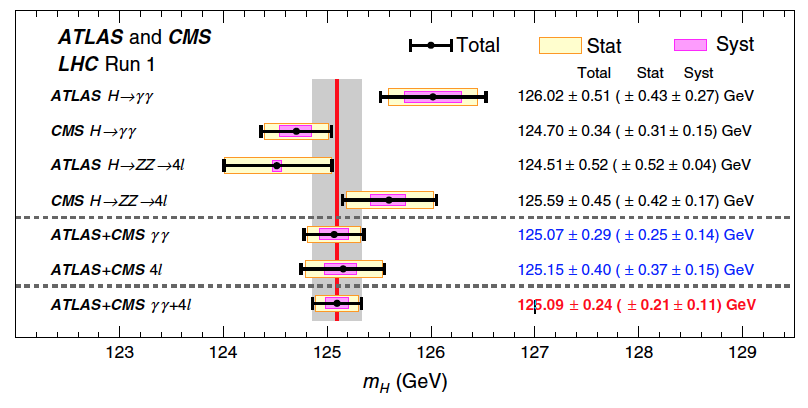 ATLAS and CMS
LHC Run 1
Total Stat Syst
Total Stat Syst
ATLAS H→γγ 126.02 ± 0.51 ( ± 0.43 ± 0.27) GeV
CMS H→γγ 124.70 ± 0.34 ( ± 0.31 ± 0.15) GeV
ATLAS H→ZZ→4l 124.51 ± 0.52 ( ± 0.52 ± 0.04) GeV
CMS H→ZZ→4l 125.59 ± 0.45 ( ± 0.42 ± 0.17) GeV
ATLAS+CMS γγ 125.07 ± 0.29 ( ± 0.25 ± 0.14) GeV
ATLAS+CMS 4l 125.15 ± 0.40 ( ± 0.37 ± 0.15) GeV
ATLAS+CMS γγ+4l 125.09 ± 0.24 ( ± 0.21 ± 0.11) GeV
123 124 125 126 127 128 129
m_H (GeV)